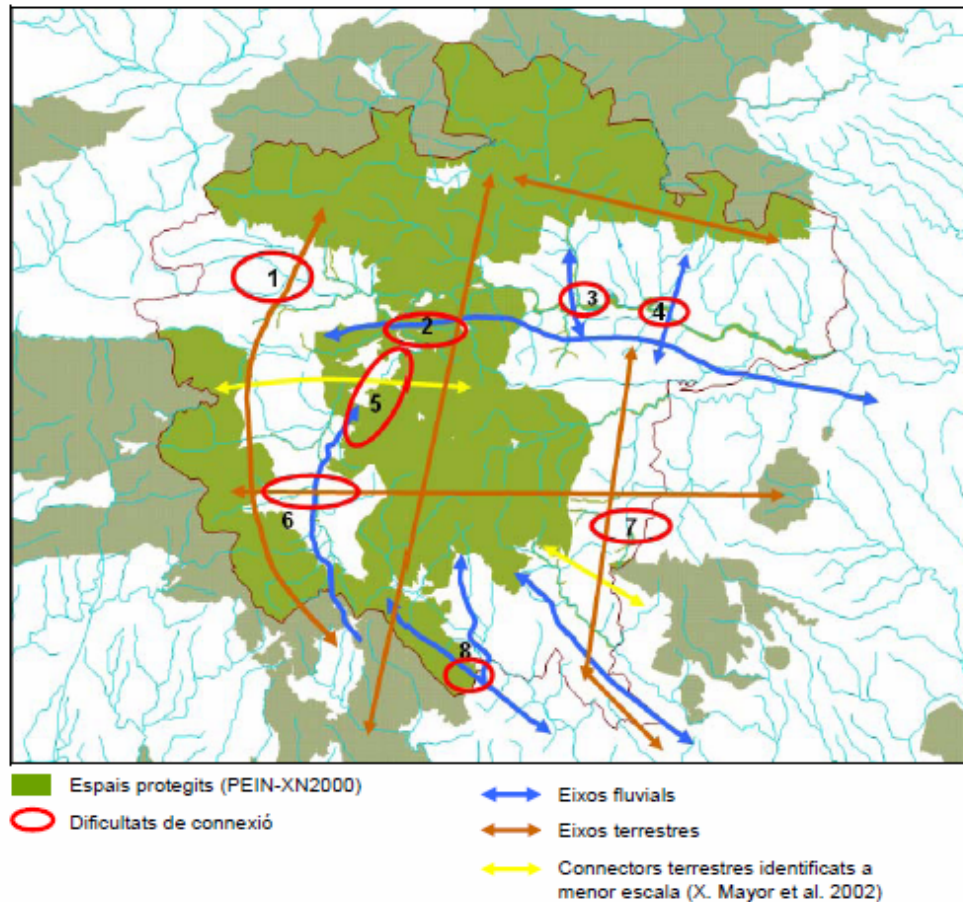 1
2
3
4
5
6
7
8
Espais protegits (PEIN-XN2000)
Dificultats de connexió
Eixos fluvials
Eixos terrestres
Connectors terrestres identificats a
menor escala (X. Mayor et al. 2002)